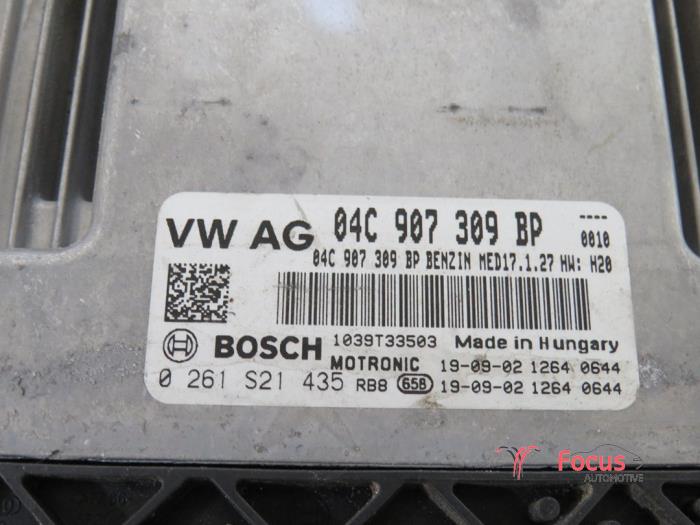 VW AG 04C 907 309 BP ----
0010
04C 907 309 BP BENZIN MED17.1.27 HW: H20
BOSCH 1039T33503 Made in Hungary
MOTRONIC 19-09-02 1264 0644
0 261 S21 435 RB8 65B 19-09-02 1264 0644
Focus
AUTOMOTIVE